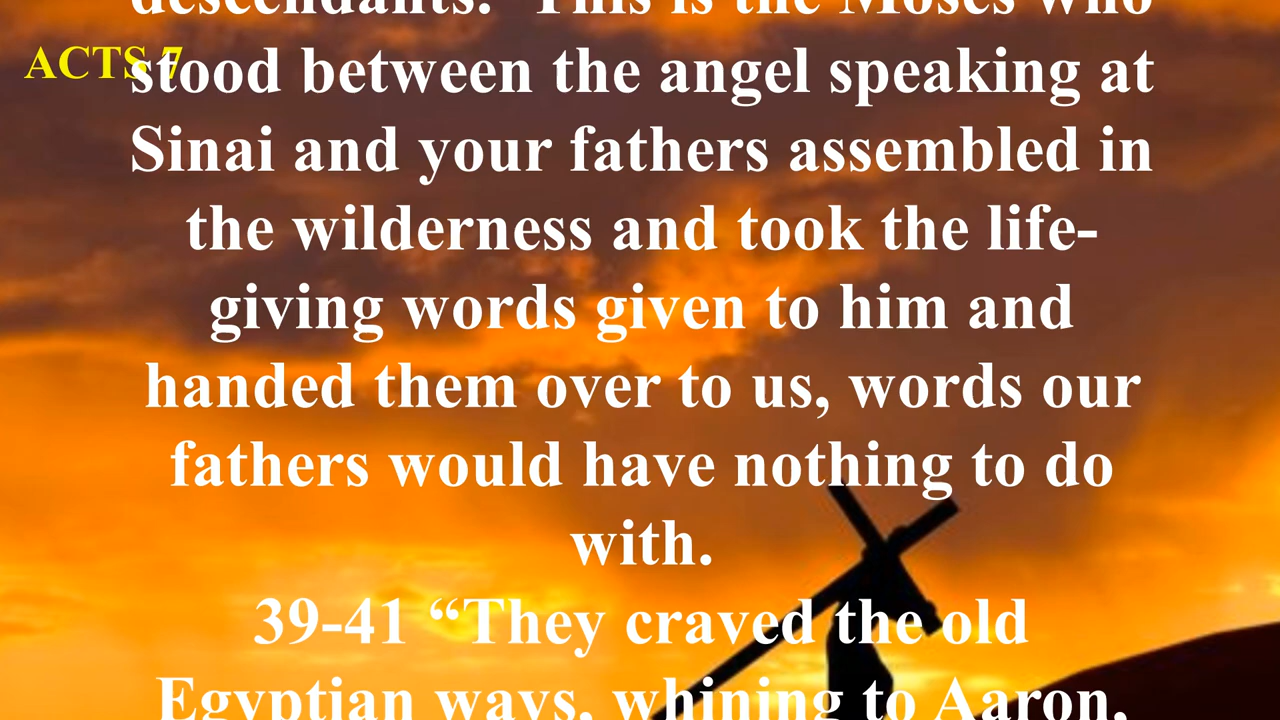 descendants.’ This is the Moses who
ACTS 7
stood between the angel speaking at
Sinai and your fathers assembled in
the wilderness and took the life-
giving words given to him and
handed them over to us, words our
fathers would have nothing to do
with.
39-41 “They craved the old
Egyptian ways, whining to Aaron,